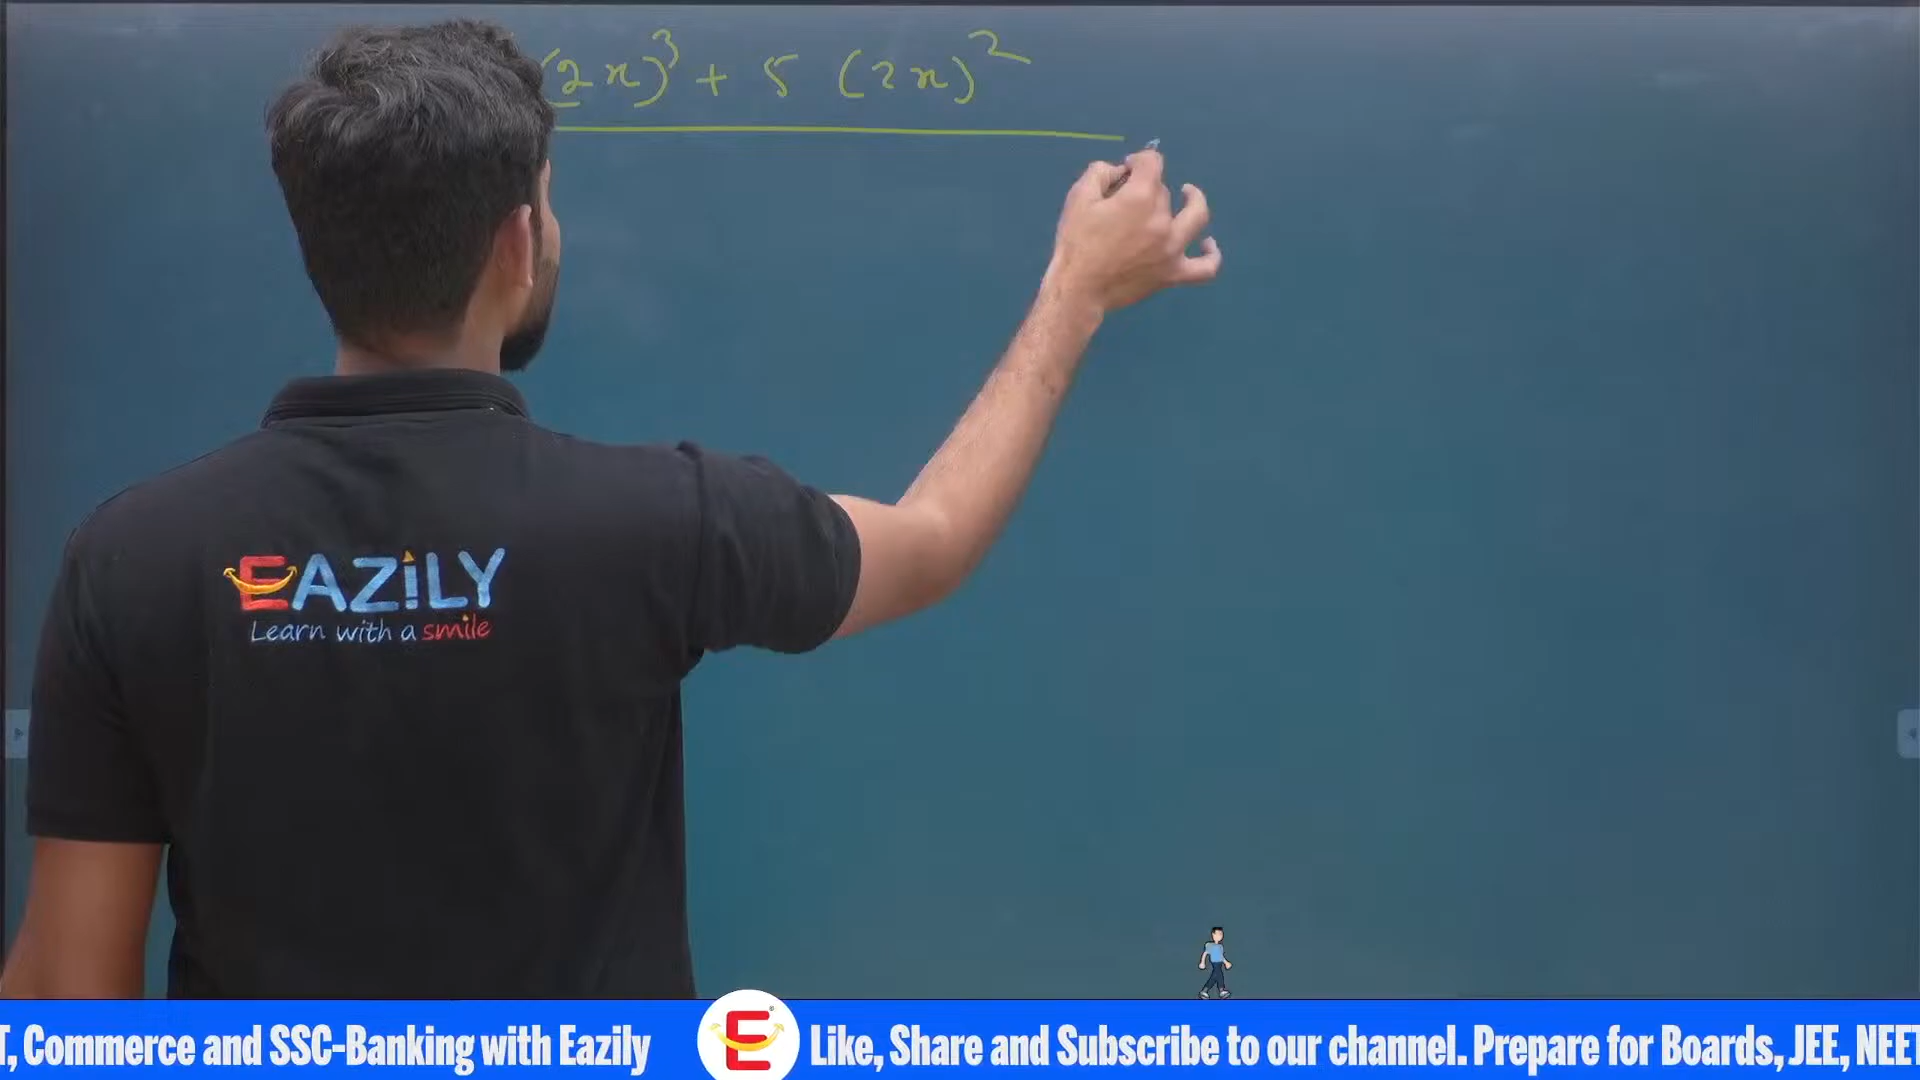 (2x)³ + 5 (2x)²
EAZiLY
Learn with a smile
T, Commerce and SSC-Banking with Eazily
E
Like, Share and Subscribe to our channel. Prepare for Boards, JEE, NEET